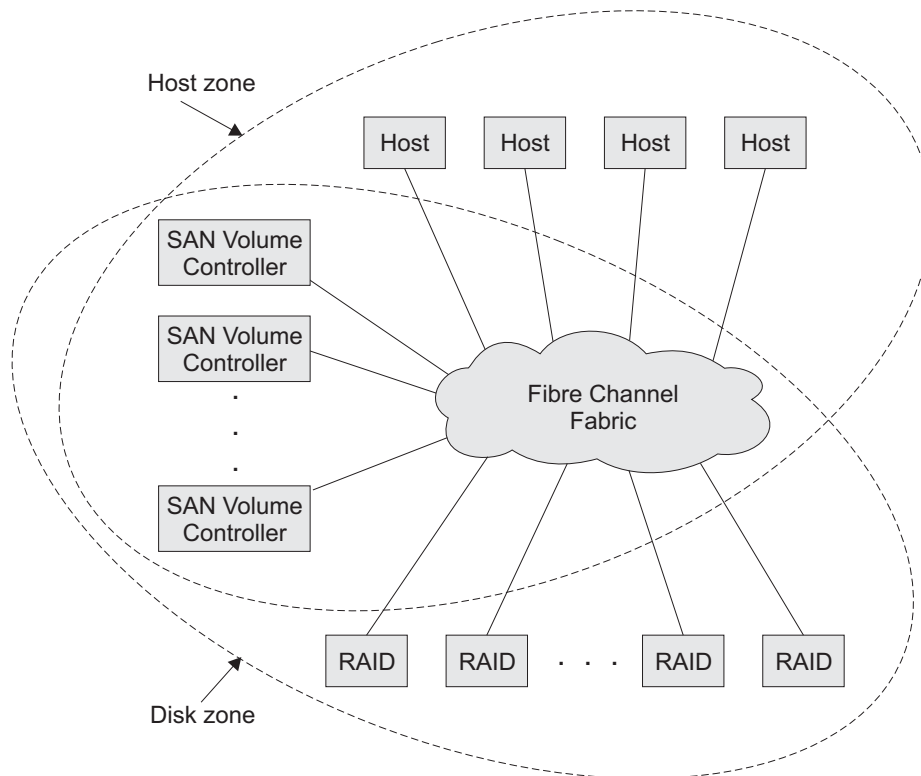 Host zone
Host
Host
Host
Host
SAN Volume
Controller
SAN Volume
Controller
.
.
.
SAN Volume
Controller
Fibre Channel
Fabric
RAID
RAID
. . .
RAID
RAID
Disk zone